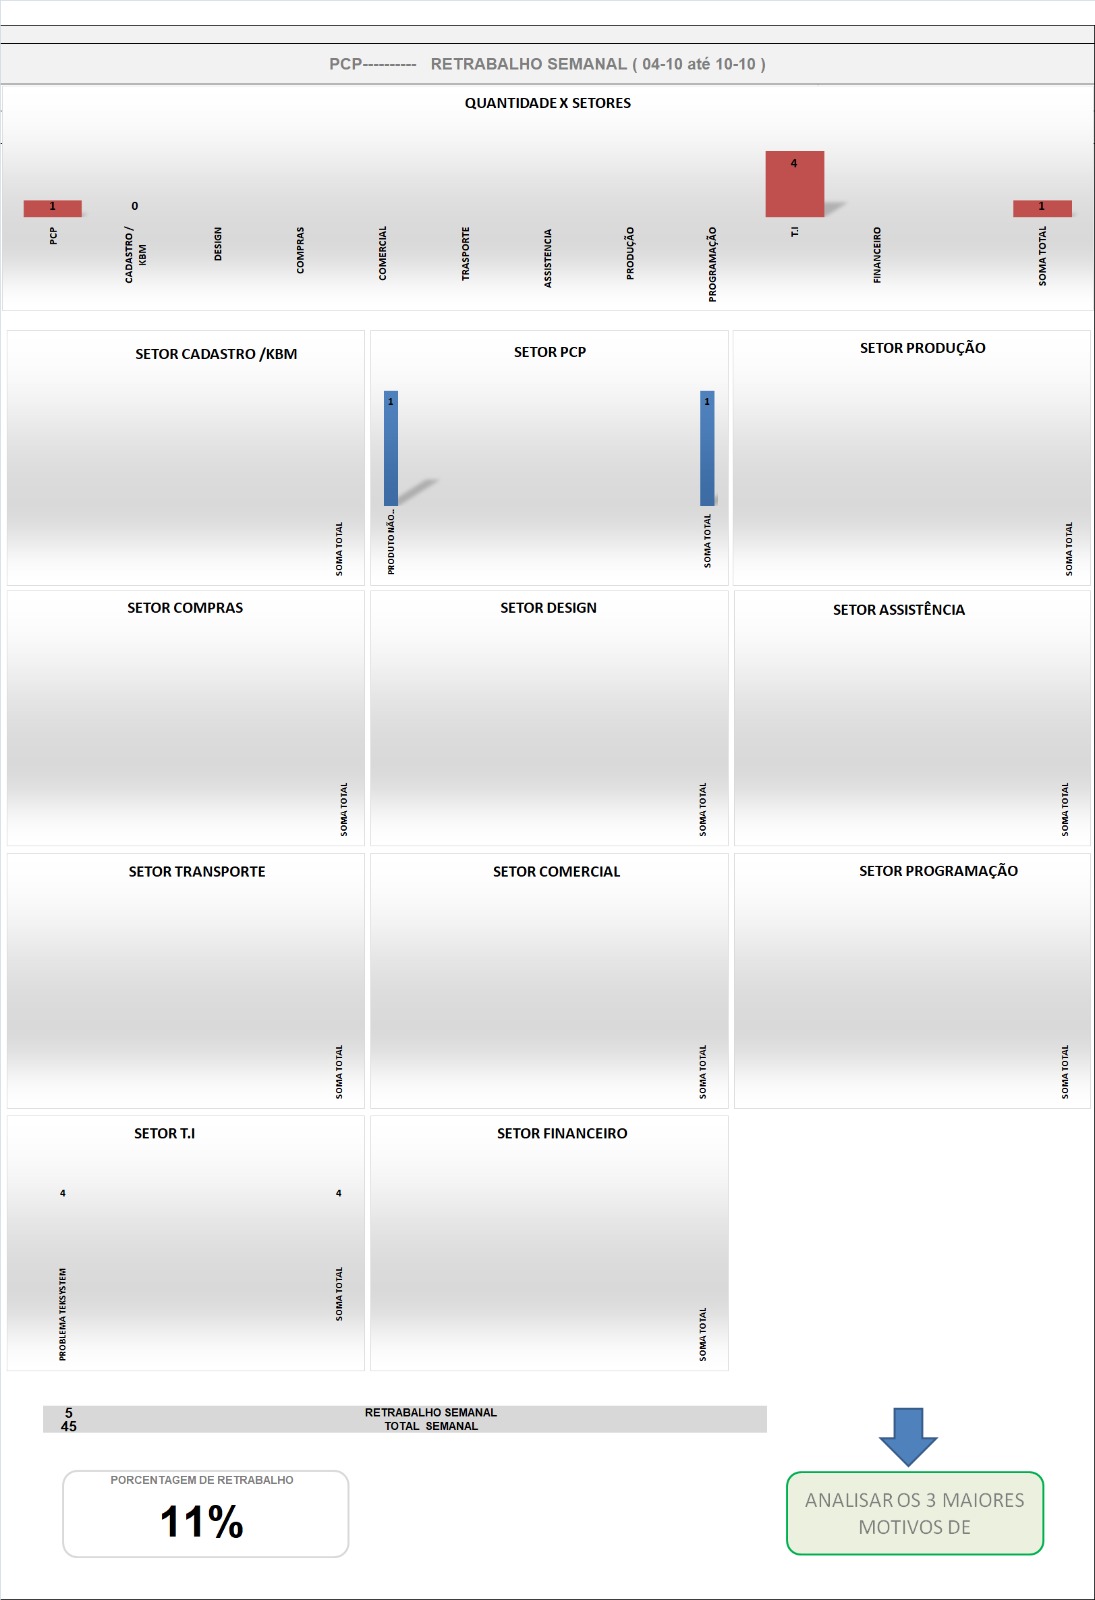 PCP---------- RETRABALHO SEMANAL ( 04-10 até 10-10 )
QUANTIDADE X SETORES
1
0
4
1
PCP
CADASTRO /
KBM
DESIGN
COMPRAS
COMERCIAL
TRASPORTE
ASSISTENCIA
PRODUÇÃO
PROGRAMAÇÃO
T.I
FINANCEIRO
SOMA TOTAL
SETOR CADASTRO /KBM
SOMA TOTAL
SETOR PCP
1
1
PRODUTO NÃO...
SOMA TOTAL
SETOR PRODUÇÃO
SOMA TOTAL
SETOR COMPRAS
SOMA TOTAL
SETOR DESIGN
SOMA TOTAL
SETOR ASSISTÊNCIA
SOMA TOTAL
SETOR TRANSPORTE
SOMA TOTAL
SETOR COMERCIAL
SOMA TOTAL
SETOR PROGRAMAÇÃO
SOMA TOTAL
SETOR T.I
4
4
PROBLEMA TEKSYSTEM
SOMA TOTAL
SETOR FINANCEIRO
SOMA TOTAL
5 RETRABALHO SEMANAL
45 TOTAL SEMANAL
PORCENTAGEM DE RETRABALHO
11%
ANALISAR OS 3 MAIORES
MOTIVOS DE